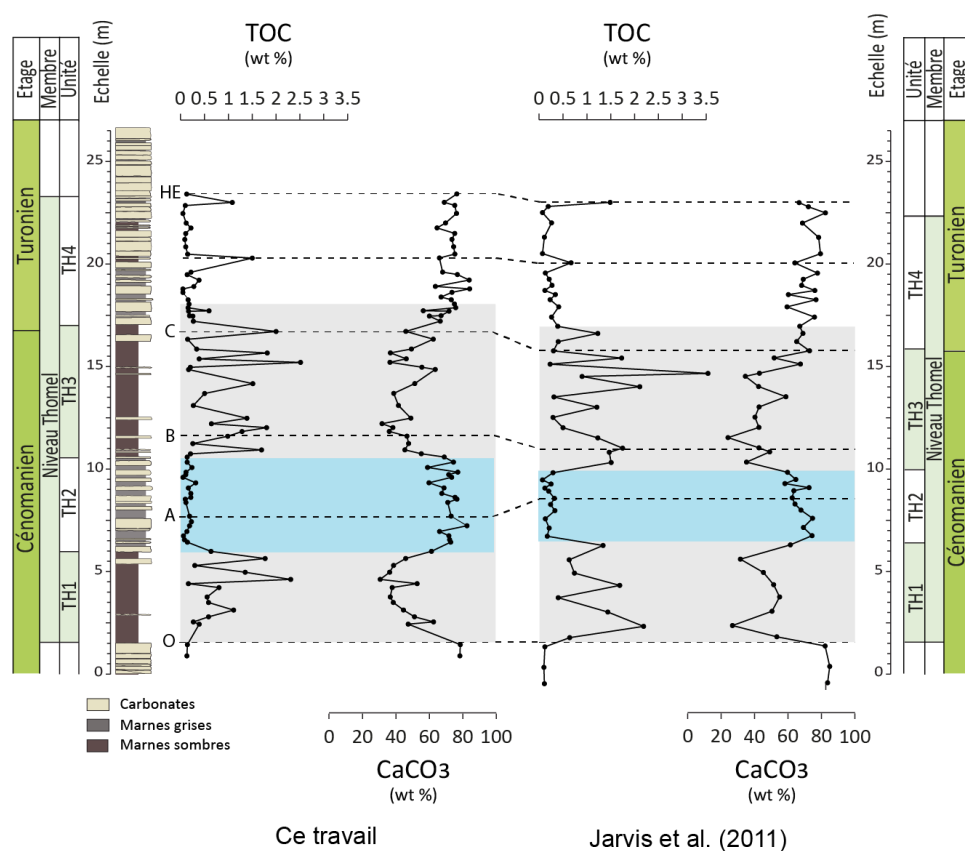 TOC
(wt %)
TOC
(wt %)
Etage
Membre
Unité
Echelle (m)
0 0.5 1 1.5 2 2.5 3 3.5
0 0.5 1 1.5 2 2.5 3 3.5
Echelle (m)
Unité
Membre
Etage
25
20
15
10
5
0
HE
C
B
A
O
25
20
15
10
5
0
Turonien
Cénomanien
Niveau Thomel
TH4
TH3
TH2
TH1
TH4
TH3
TH2
TH1
Niveau Thomel
Turonien
Cénomanien
Carbonates
Marnes grises
Marnes sombres
0 20 40 60 80 100
0 20 40 60 80 100
CaCO3
(wt %)
CaCO3
(wt %)
Ce travail
Jarvis et al. (2011)